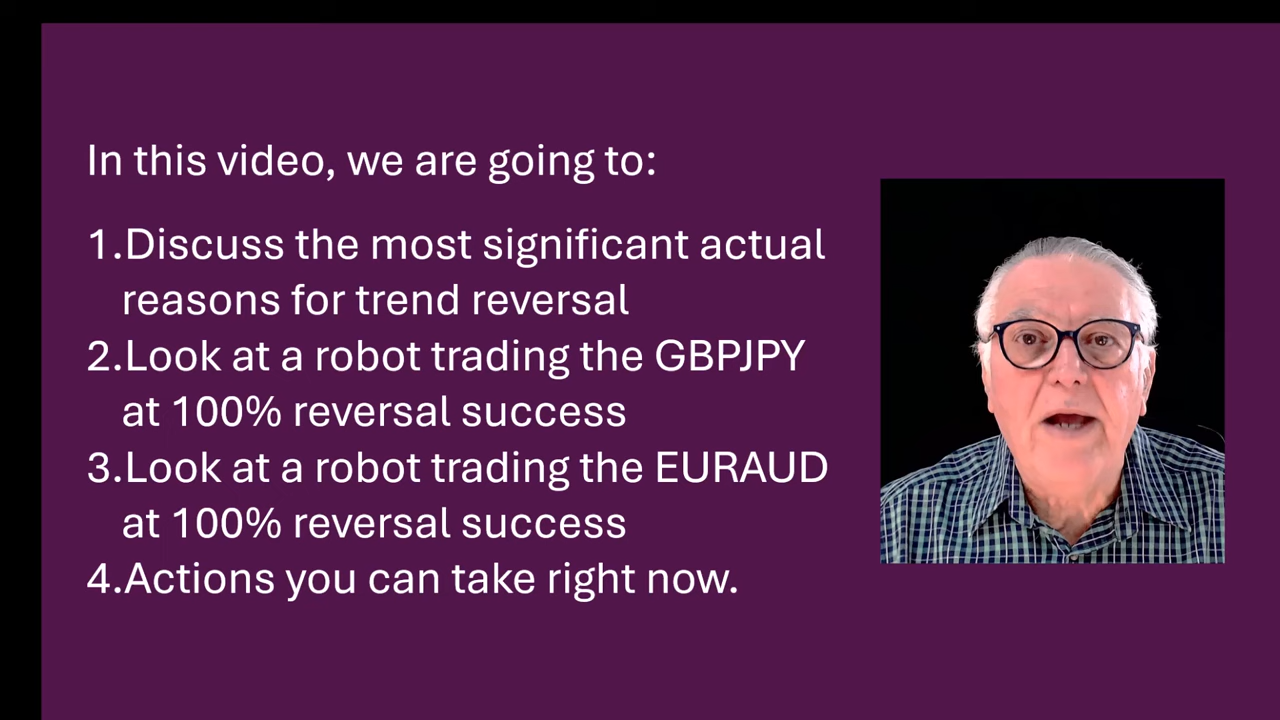 In this video, we are going to:
1.Discuss the most significant actual
reasons for trend reversal
2.Look at a robot trading the GBPJPY
at 100% reversal success
3.Look at a robot trading the EURAUD
at 100% reversal success
4.Actions you can take right now.